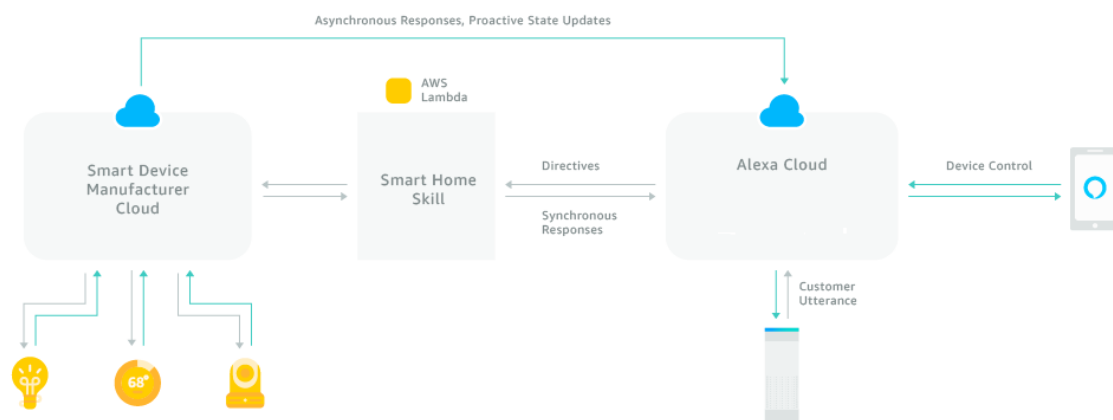 Asynchronous Responses, Proactive State Updates
AWS
Lambda
Smart Device
Manufacturer
Cloud
Smart Home
Skill
Directives
Synchronous
Responses
Alexa Cloud
Device Control
Customer
Utterance
68°